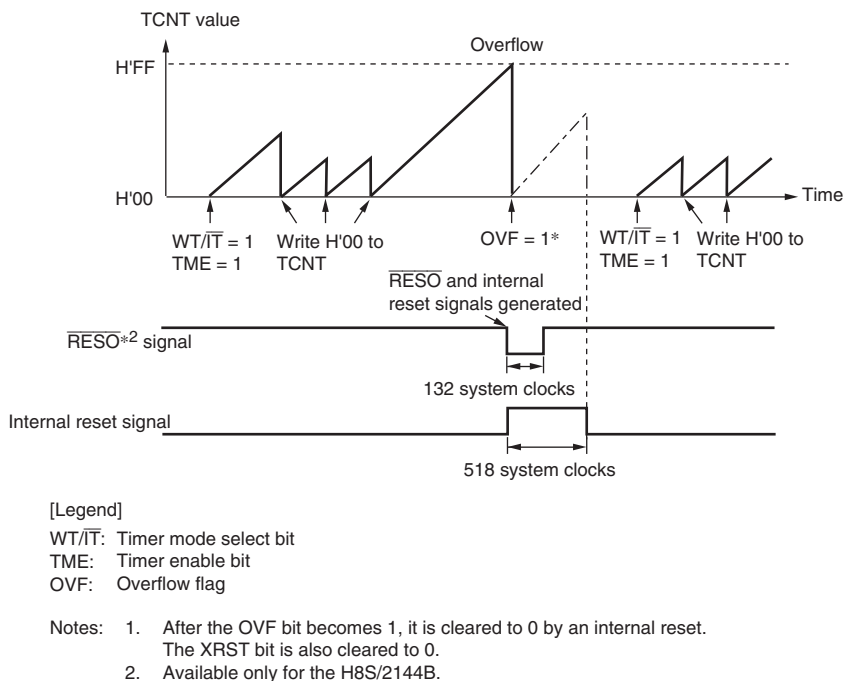 TCNT value
Overflow
H'FF
H'00
Time
WT/IT = 1
TME = 1
Write H'00 to
TCNT
OVF = 1*
WT/IT = 1
TME = 1
Write H'00 to
TCNT
RESO and internal
reset signals generated
RESO*2 signal
132 system clocks
Internal reset signal
518 system clocks
[Legend]
WT/IT: Timer mode select bit
TME: Timer enable bit
OVF: Overflow flag
Notes: 1. After the OVF bit becomes 1, it is cleared to 0 by an internal reset.
The XRST bit is also cleared to 0.
2. Available only for the H8S/2144B.